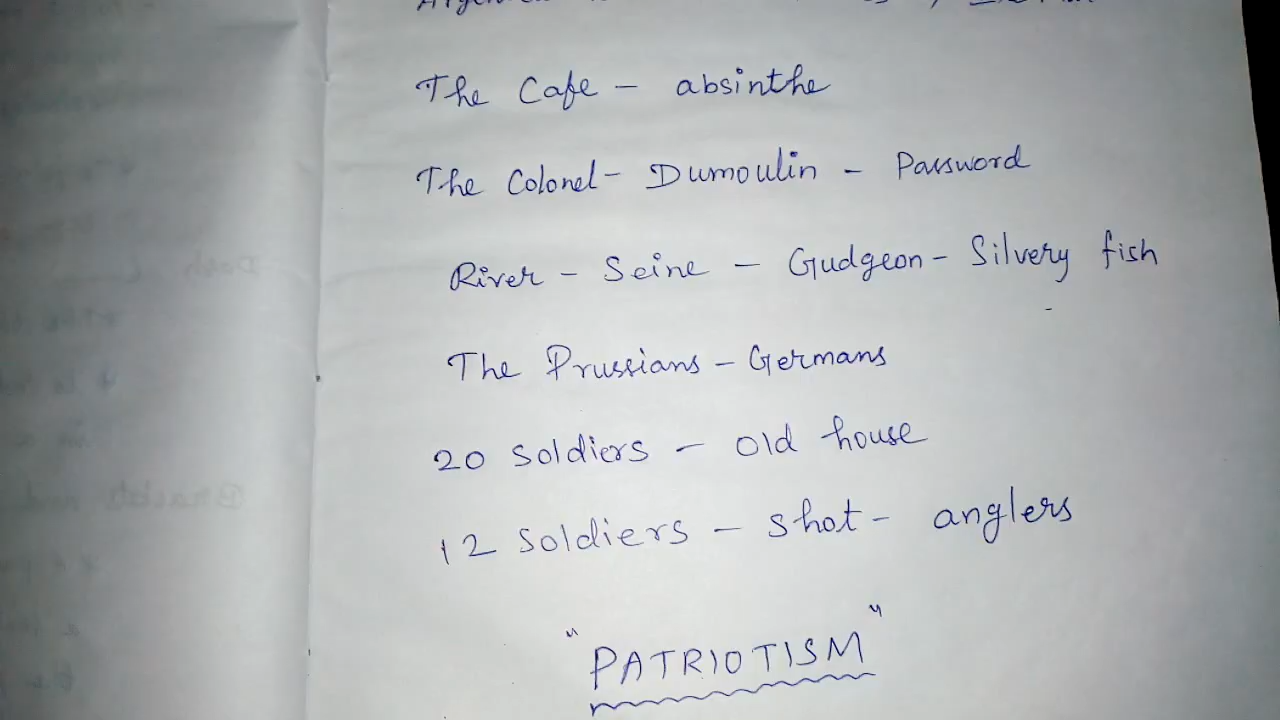 The Cafe - absinthe
The Colonel - Dumoulin - Password
River - Seine - Gudgeon - Silvery fish
The Prussians - Germans
20 Soldiers - old house
12 Soldiers - shot - anglers
"PATRIOTISM"